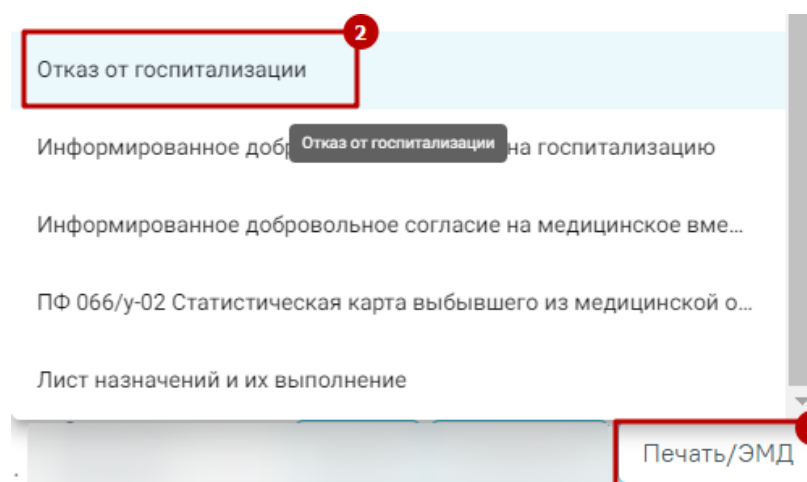 2
Отказ от госпитализации
Информированное доб
Отказ от госпитализации
на госпитализацию
Информированное добровольное согласие на медицинское вме...
ПФ 066/у-02 Статистическая карта выбывшего из медицинской о...
Лист назначений и их выполнение
Печать/ЭМД